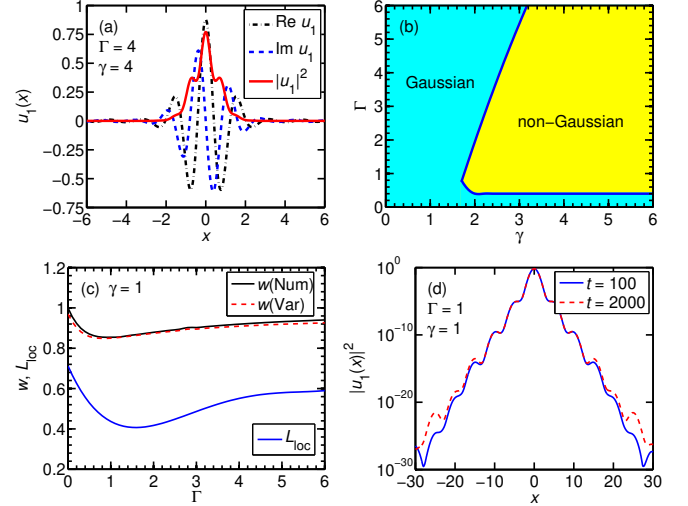 (a)
Γ = 4
γ = 4
Re u₁
Im u₁
|u₁|²
u₁(x)
1
0.75
0.5
0.25
0
−0.25
−0.5
−0.75
−6 −4 −2 0 2 4 6
x
(b)
Gaussian
non-Gaussian
Γ
6
5
4
3
2
1
0
0 1 2 3 4 5 6
γ
(c) γ = 1
w(Num)
w(Var)
L_loc
w, L_loc
1.2
1
0.8
0.6
0.4
0.2
0 1 2 3 4 5 6
Γ
(d)
Γ = 1
γ = 1
t = 100
t = 2000
|u₁(x)|²
10⁰
10⁻¹⁰
10⁻²⁰
10⁻³⁰
−30 −20 −10 0 10 20 30
x